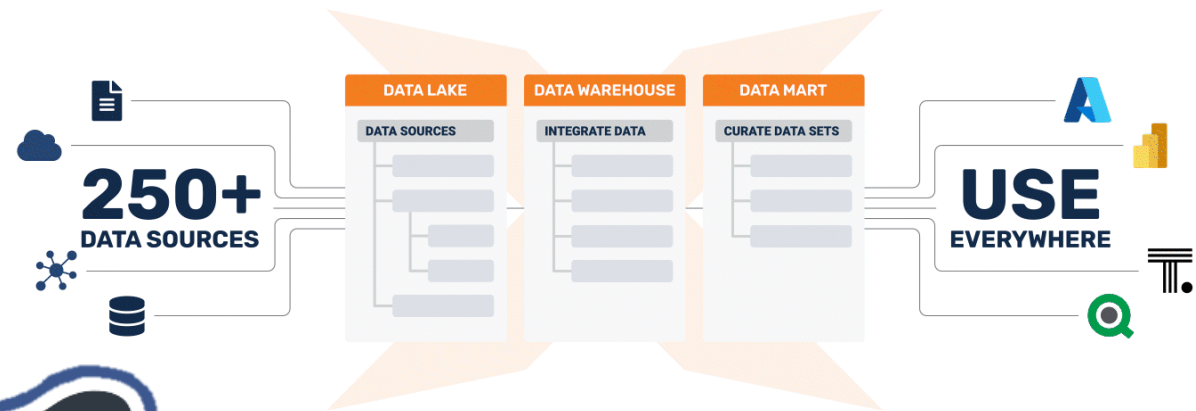 250+
DATA SOURCES
DATA LAKE
DATA SOURCES
DATA WAREHOUSE
INTEGRATE DATA
DATA MART
CURATE DATA SETS
USE
EVERYWHERE